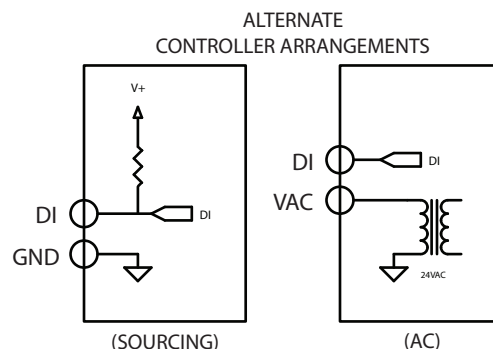 ALTERNATE
CONTROLLER ARRANGEMENTS
V+
DI
DI
GND
(SOURCING)
DI
DI
VAC
24VAC
(AC)